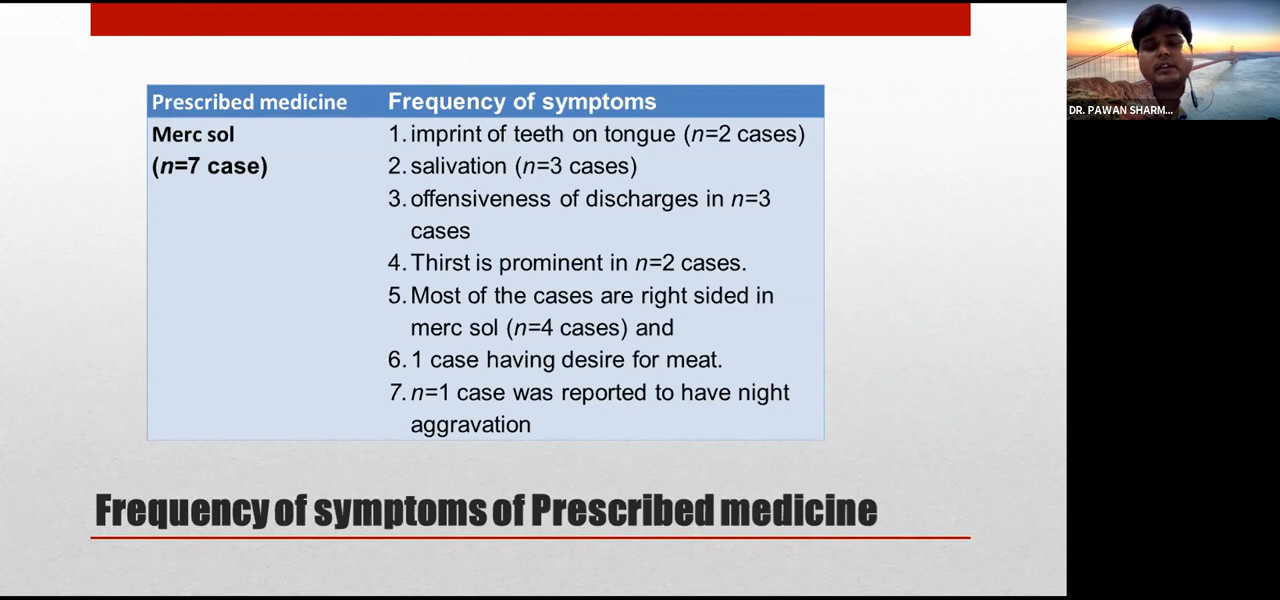 DR. PAWAN SHARM...
Prescribed medicine Frequency of symptoms
Merc sol
(n=7 case)
1. imprint of teeth on tongue (n=2 cases)
2. salivation (n=3 cases)
3. offensiveness of discharges in n=3
cases
4. Thirst is prominent in n=2 cases.
5. Most of the cases are right sided in
merc sol (n=4 cases) and
6. 1 case having desire for meat.
7. n=1 case was reported to have night
aggravation
Frequency of symptoms of Prescribed medicine